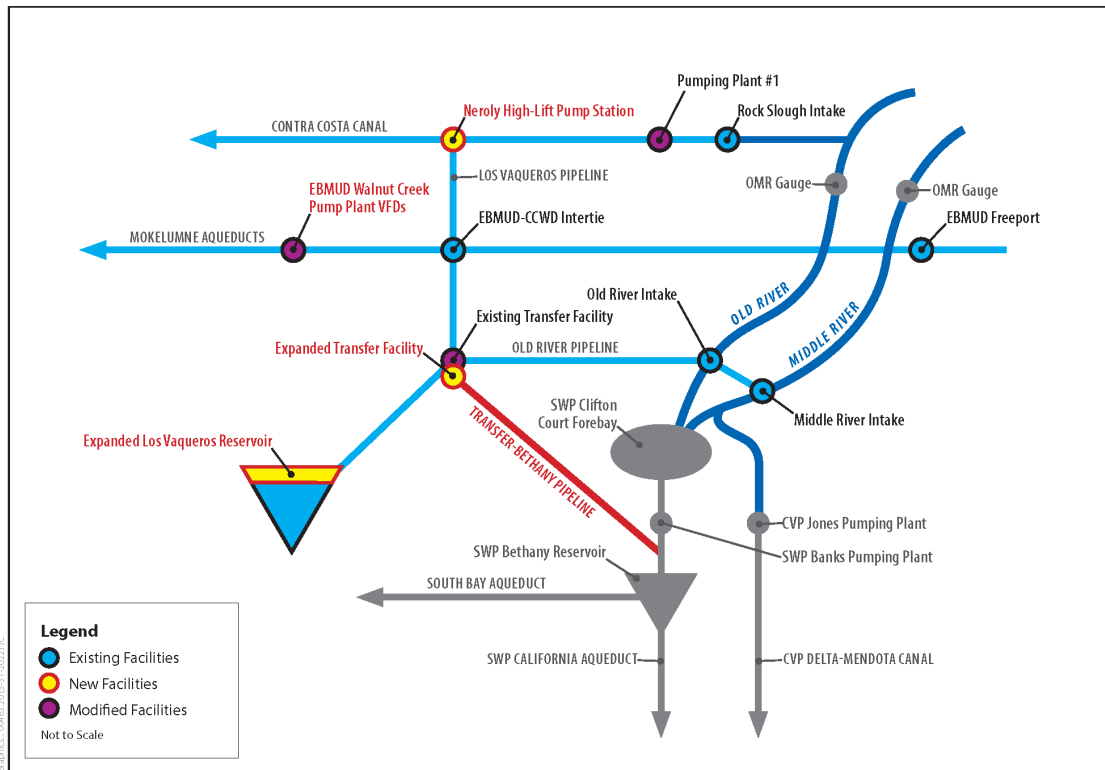 Pumping Plant #1
Neroly High-Lift Pump Station
Rock Slough Intake
CONTRA COSTA CANAL
LOS VAQUEROS PIPELINE
OMR Gauge
OMR Gauge
EBMUD Walnut Creek
Pump Plant VFDs
EBMUD-CCWD Intertie
EBMUD Freeport
MOKELUMNE AQUEDUCTS
Old River Intake
OLD RIVER
MIDDLE RIVER
Existing Transfer Facility
Expanded Transfer Facility
OLD RIVER PIPELINE
SWP Clifton
Court Forebay
Middle River Intake
Expanded Los Vaqueros Reservoir
TRANSFER-BETHANY PIPELINE
CVP Jones Pumping Plant
SWP Bethany Reservoir
SWP Banks Pumping Plant
SOUTH BAY AQUEDUCT
SWP CALIFORNIA AQUEDUCT
CVP DELTA-MENDOTA CANAL
Legend
Existing Facilities
New Facilities
Modified Facilities
Not to Scale